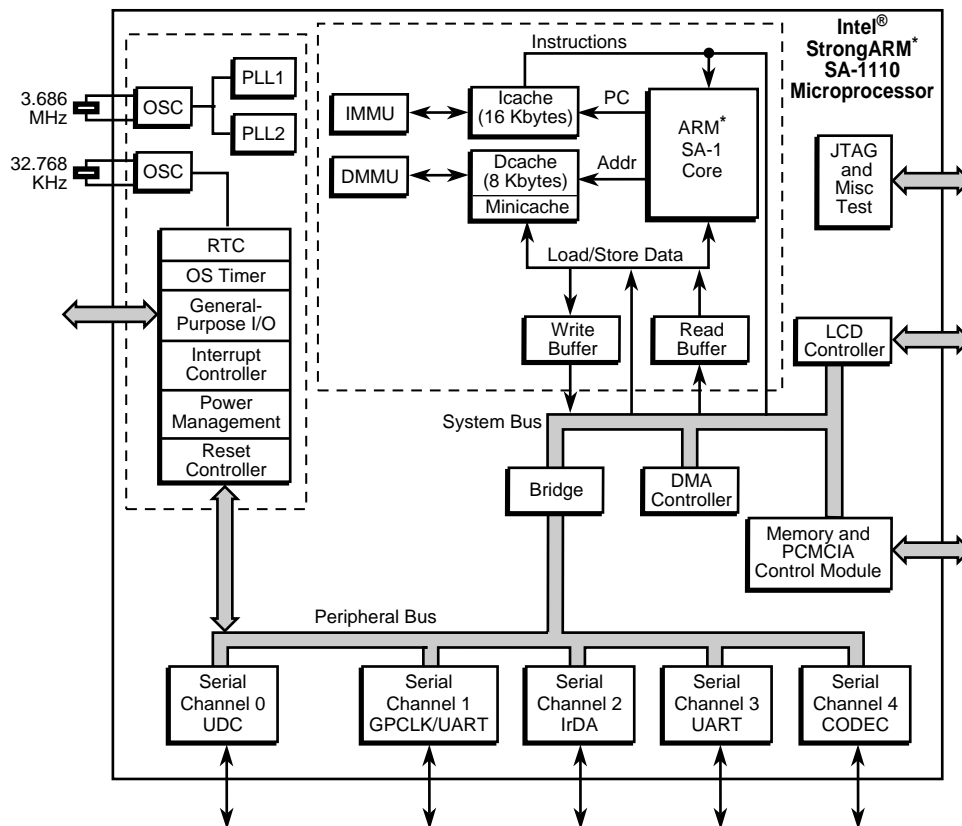 Intel®
StrongARM*
SA-1110
Microprocessor
3.686
MHz
OSC
PLL1
PLL2
32.768
KHz
OSC
RTC
OS Timer
General-
Purpose I/O
Interrupt
Controller
Power
Management
Reset
Controller
Instructions
IMMU
Icache
(16 Kbytes)
PC
DMMU
Dcache
(8 Kbytes)
Minicache
Addr
ARM*
SA-1
Core
Load/Store Data
Write
Buffer
Read
Buffer
JTAG
and
Misc
Test
LCD
Controller
System Bus
Bridge
DMA
Controller
Memory and
PCMCIA
Control Module
Peripheral Bus
Serial
Channel 0
UDC
Serial
Channel 1
GPCLK/UART
Serial
Channel 2
IrDA
Serial
Channel 3
UART
Serial
Channel 4
CODEC